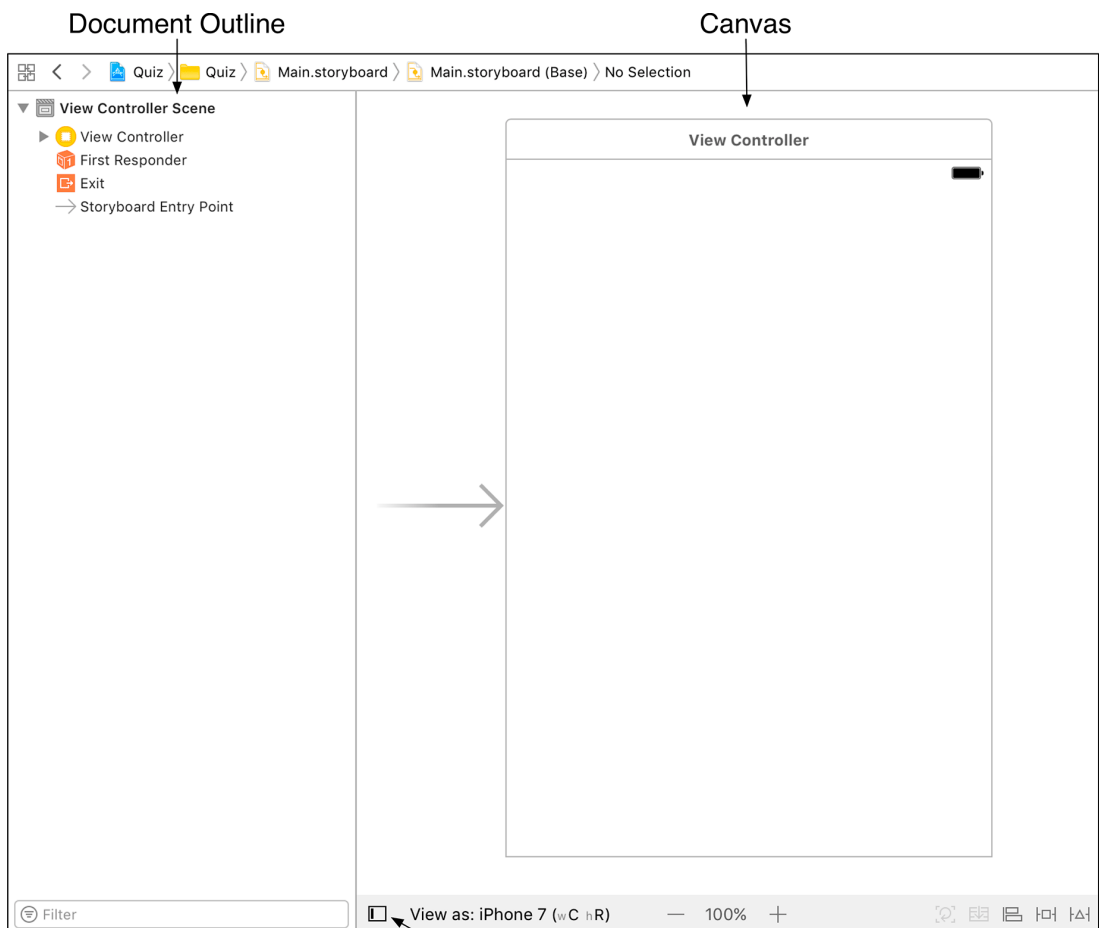 Document Outline
Canvas
Quiz
Quiz
Main.storyboard
Main.storyboard (Base)
No Selection
View Controller Scene
View Controller
First Responder
Exit
Storyboard Entry Point
View Controller
Filter
View as: iPhone 7 (wC hR)
— 100% +